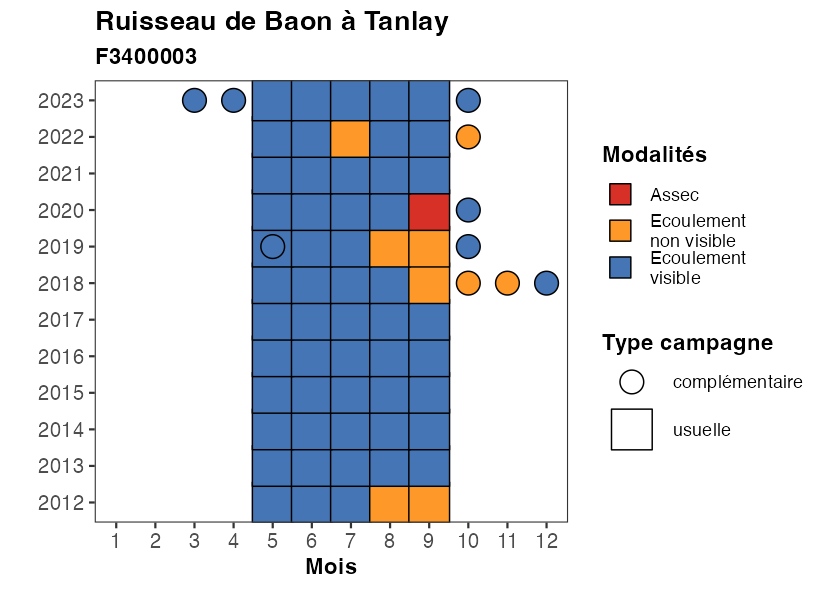 Ruisseau de Baon à Tanlay
F3400003
2023
2022
2021
2020
2019
2018
2017
2016
2015
2014
2013
2012
1 2 3 4 5 6 7 8 9 10 11 12
Mois
Modalités
Assec
Ecoulement
non visible
Ecoulement
visible
Type campagne
complémentaire
usuelle